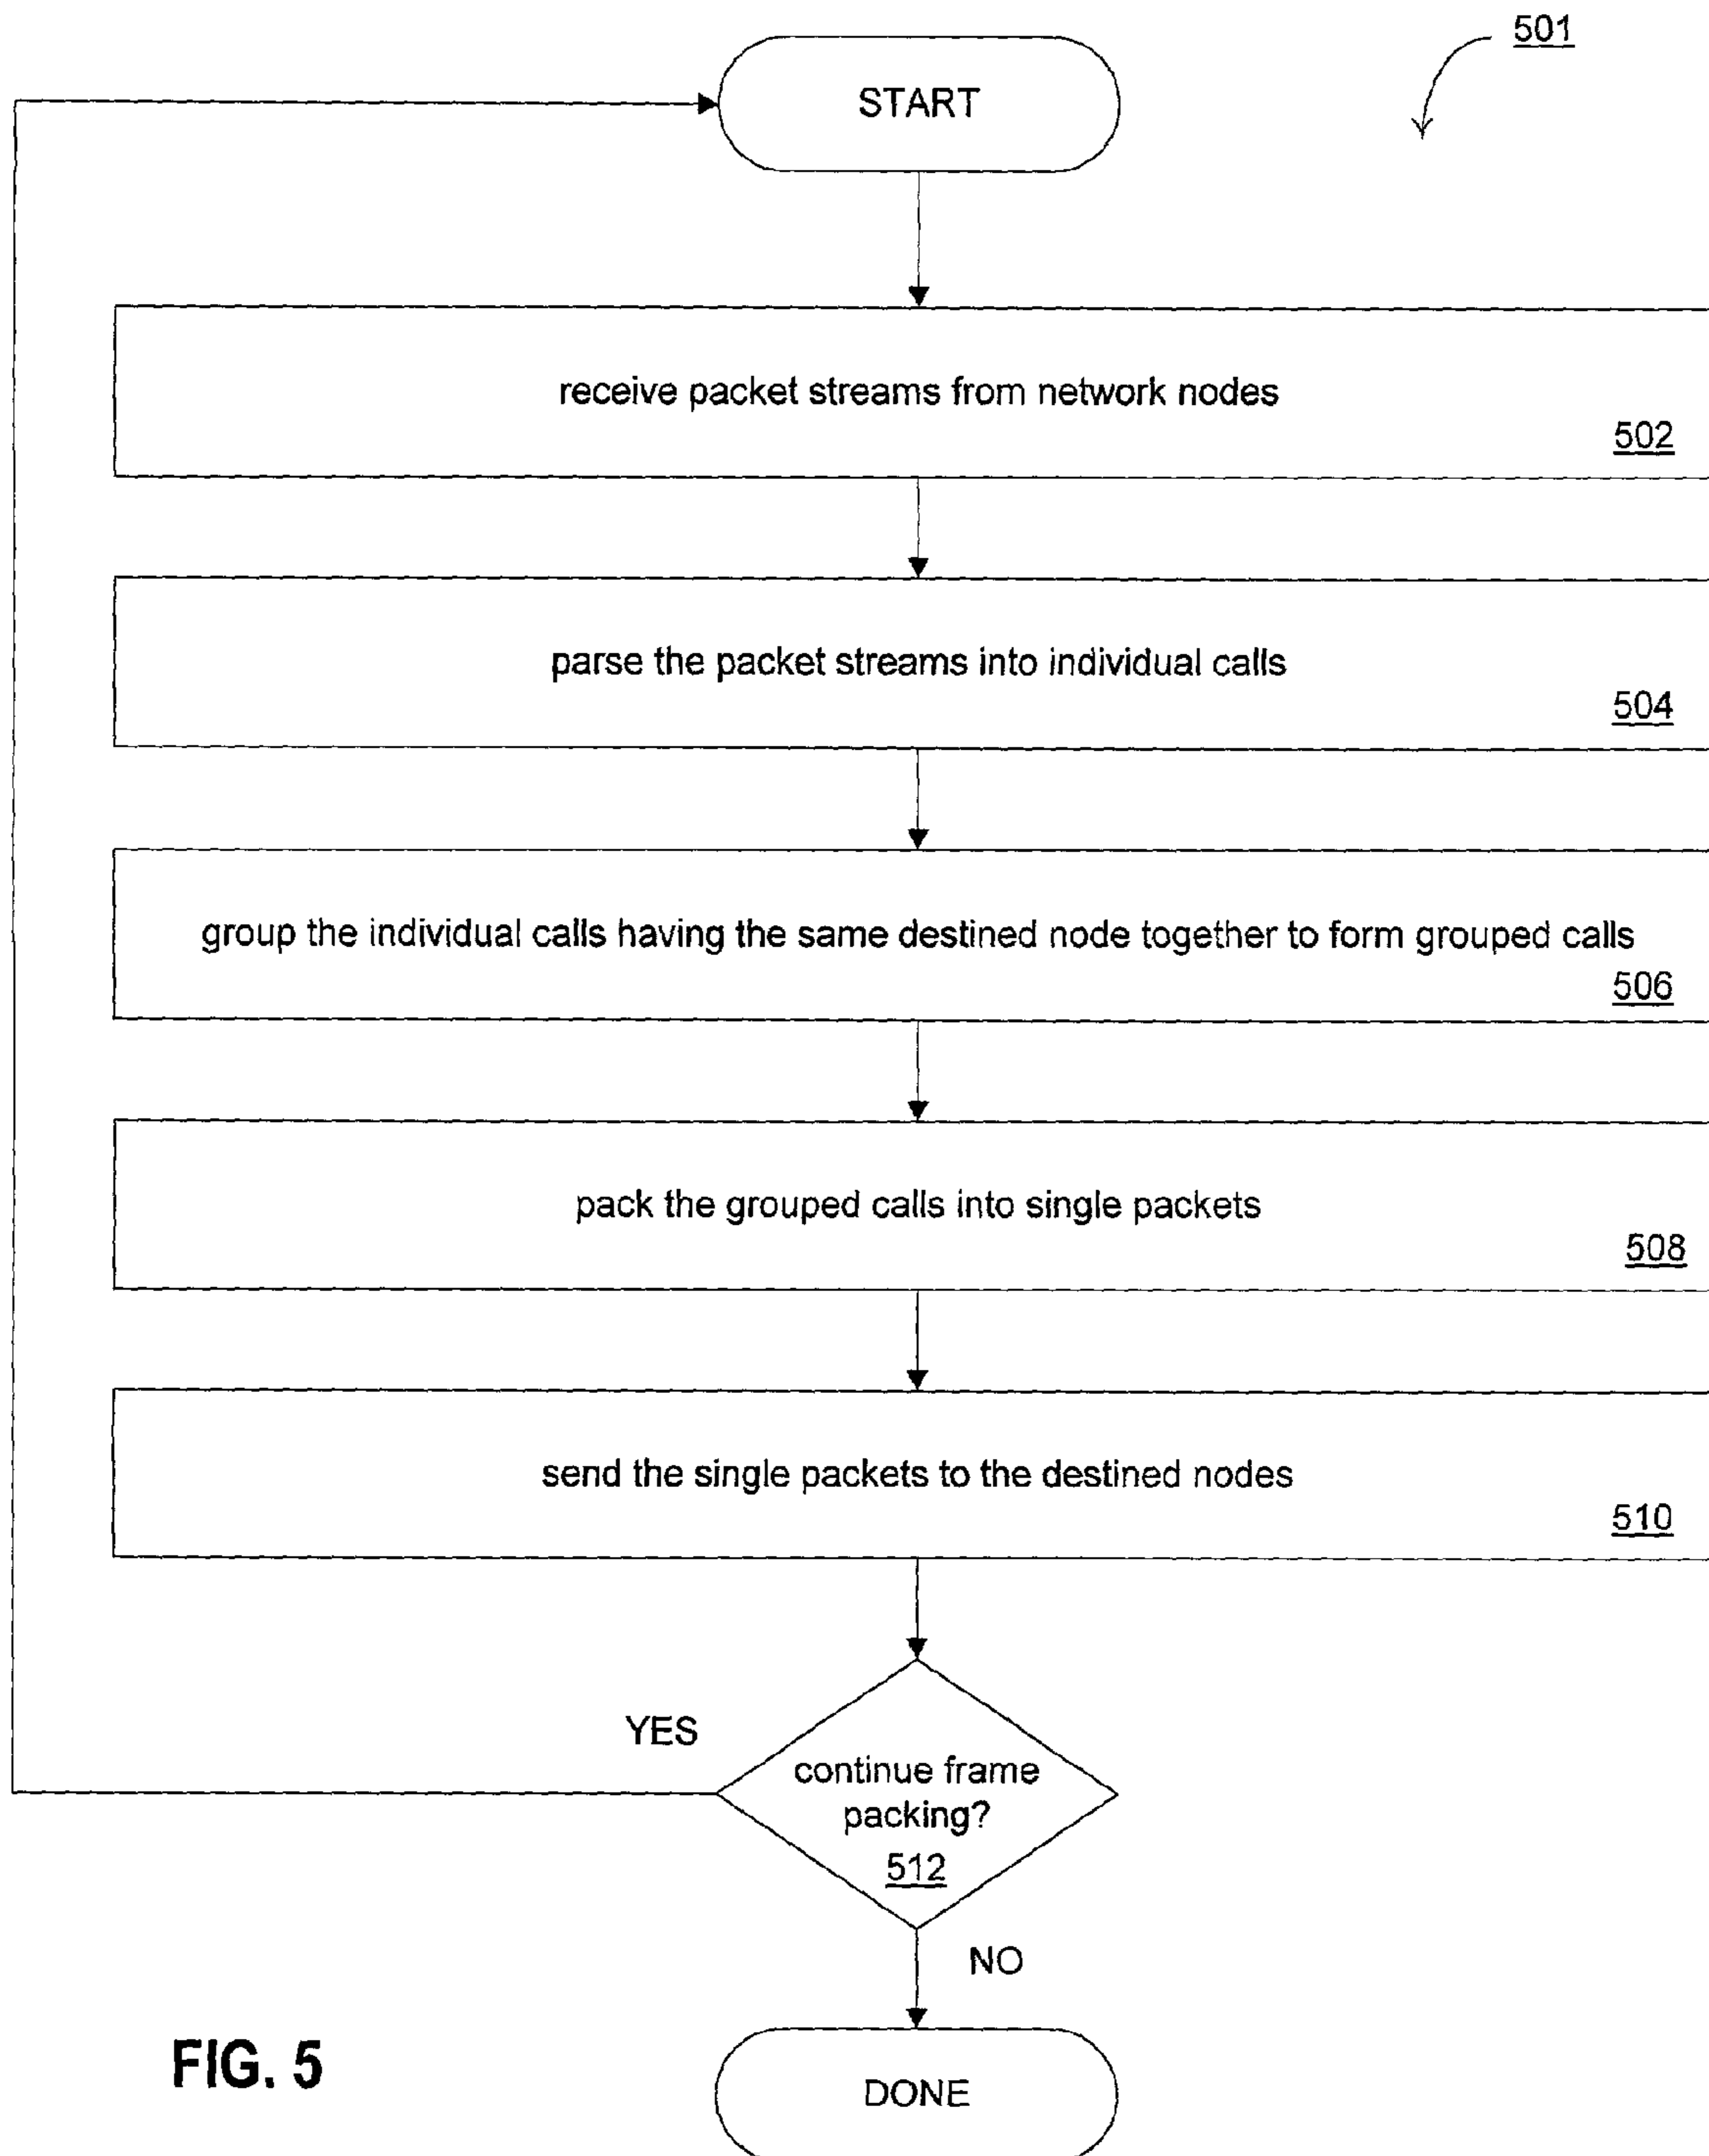 501
START
receive packet streams from network nodes
502
parse the packet streams into individual calls
504
group the individual calls having the same destined node together to form grouped calls
506
pack the grouped calls into single packets
508
send the single packets to the destined nodes
510
YES
continue frame
packing?
512
NO
FIG. 5
DONE